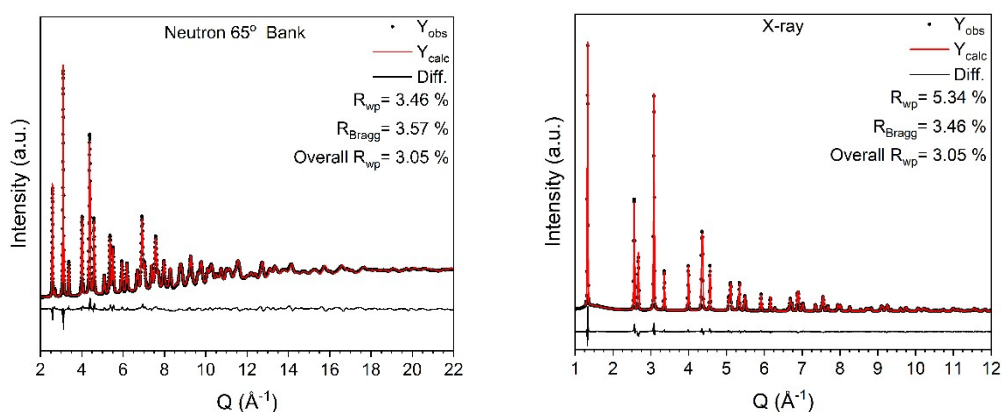 Neutron 65° Bank
Y_obs
Y_calc
Diff.
R_wp= 3.46 %
R_Bragg= 3.57 %
Overall R_wp= 3.05 %
Intensity (a.u.)
2 4 6 8 10 12 14 16 18 20 22
Q (Å⁻¹)
X-ray
Y_obs
Y_calc
Diff.
R_wp= 5.34 %
R_Bragg= 3.46 %
Overall R_wp= 3.05 %
Intensity (a.u.)
1 2 3 4 5 6 7 8 9 10 11 12
Q (Å⁻¹)